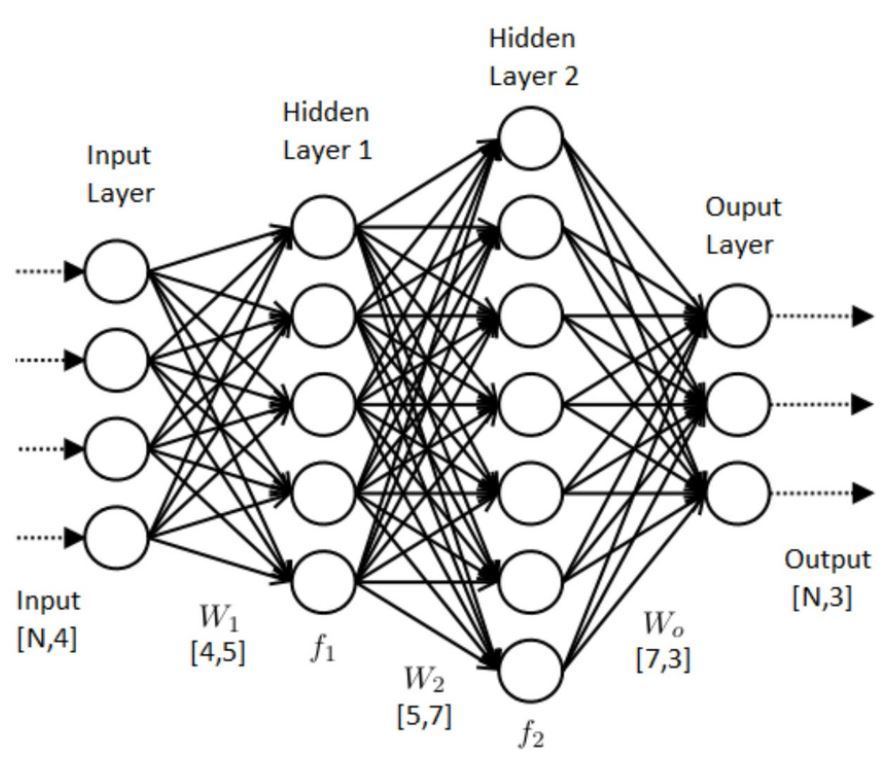 Hidden
Layer 2
Hidden
Layer 1
Input
Layer
Ouput
Layer
Input
[N,4]
W₁
[4,5]
f₁
W₂
[5,7]
f₂
Wₒ
[7,3]
Output
[N,3]